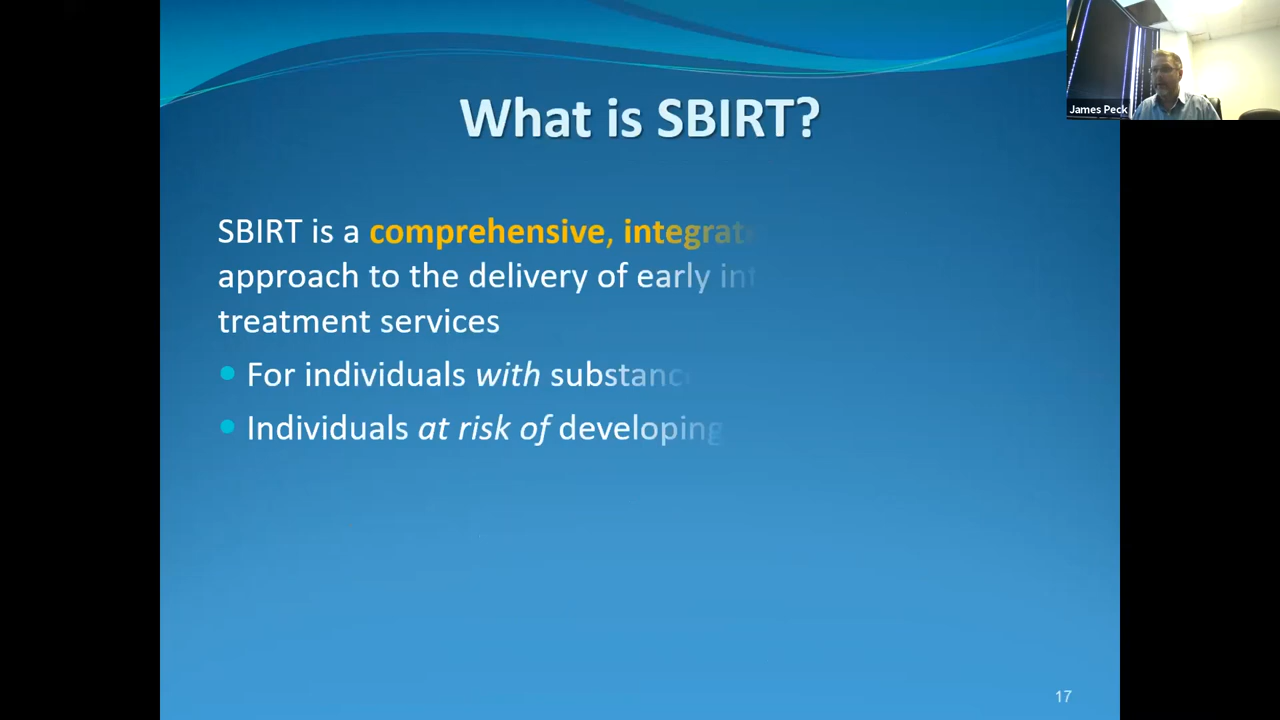 What is SBIRT?
James Peck
SBIRT is a comprehensive, integrat
approach to the delivery of early int
treatment services
For individuals with substanc
Individuals at risk of developing
17